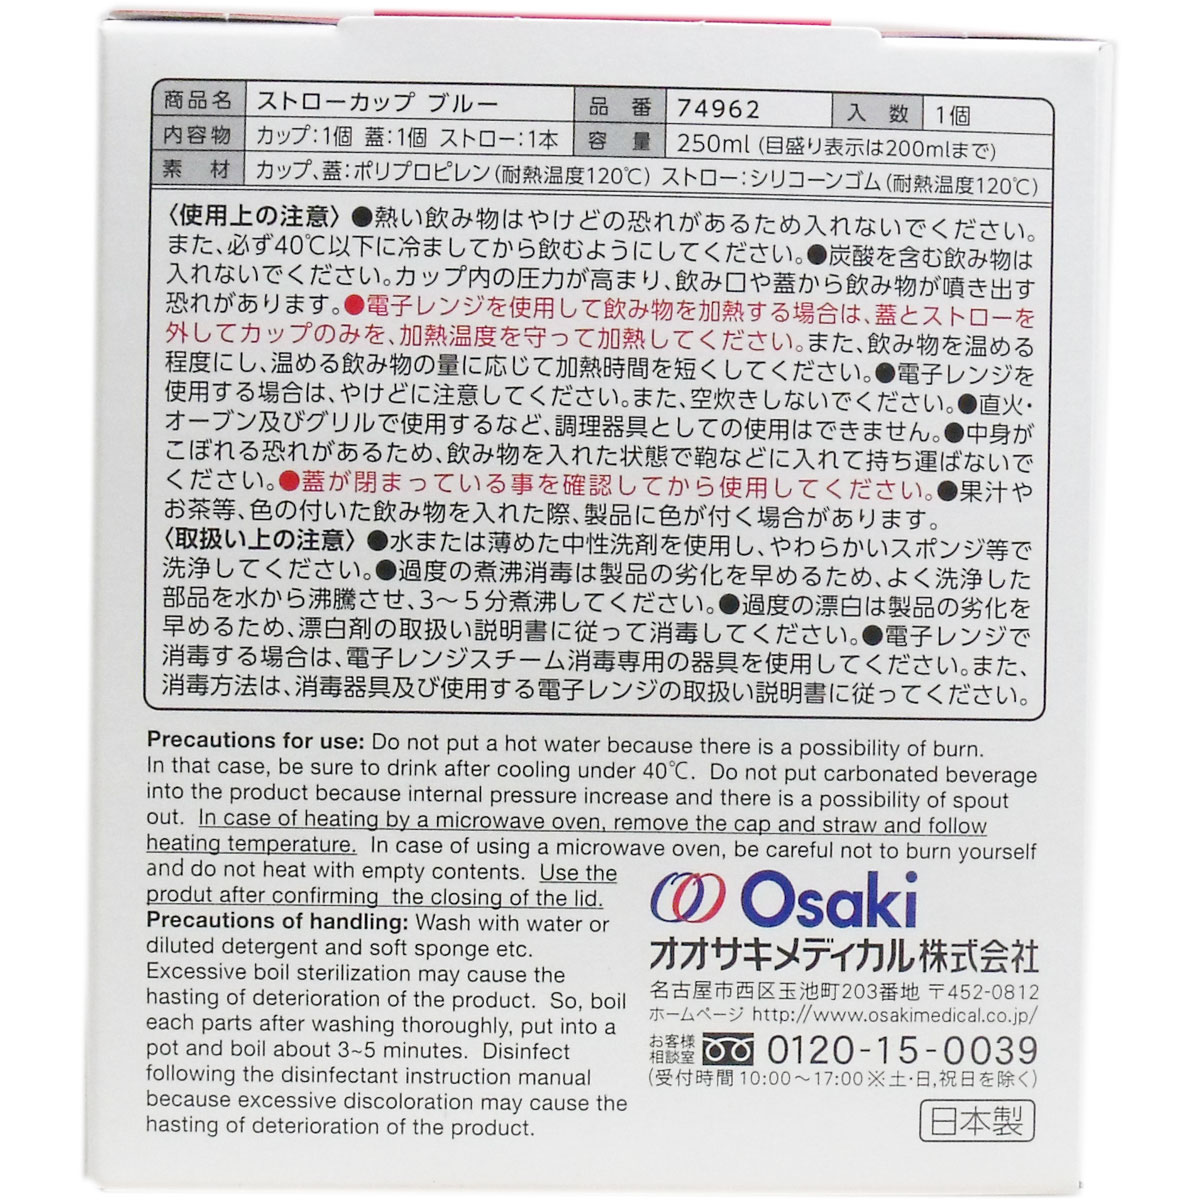 商品名 ストローカップ ブルー 品番 74962 入数 1個
内容物 カップ:1個 蓋:1個 ストロー:1本 容量 250ml (目盛り表示は200mlまで)
素材 カップ、蓋:ポリプロピレン(耐熱温度120℃) ストロー:シリコーンゴム(耐熱温度120℃)
〈使用上の注意〉●熱い飲み物はやけどの恐れがあるため入れないでください。
また、必ず40℃以下に冷ましてから飲むようにしてください。●炭酸を含む飲み物は
入れないでください。カップ内の圧力が高まり、飲み口や蓋から飲み物が噴き出す
恐れがあります。●電子レンジを使用して飲み物を加熱する場合は、蓋とストローを
外してカップのみを、加熱温度を守って加熱してください。また、飲み物を温める
程度にし、温める飲み物の量に応じて加熱時間を短くしてください。●電子レンジを
使用する場合は、やけどに注意してください。また、空炊きしないでください。●直火・
オーブン及びグリルで使用するなど、調理器具としての使用はできません。●中身が
こぼれる恐れがあるため、飲み物を入れた状態で鞄などに入れて持ち運ばないで
ください。●蓋が閉まっている事を確認してから使用してください。●果汁や
お茶等、色の付いた飲み物を入れた際、製品に色が付く場合があります。
〈取扱い上の注意〉●水または薄めた中性洗剤を使用し、やわらかいスポンジ等で
洗浄してください。●過度の煮沸消毒は製品の劣化を早めるため、よく洗浄した
部品を水から沸騰させ、3～5分煮沸してください。●過度の漂白は製品の劣化を
早めるため、漂白剤の取扱い説明書に従って消毒してください。●電子レンジで
消毒する場合は、電子レンジスチーム消毒専用の器具を使用してください。また、
消毒方法は、消毒器具及び使用する電子レンジの取扱い説明書に従ってください。
Precautions for use: Do not put a hot water because there is a possibility of burn.
In that case, be sure to drink after cooling under 40℃. Do not put carbonated beverage
into the product because internal pressure increase and there is a possibility of spout
out. In case of heating by a microwave oven, remove the cap and straw and follow
heating temperature. In case of using a microwave oven, be careful not to burn yourself
and do not heat with empty contents. Use the
produt after confirming the closing of the lid.
Precautions of handling: Wash with water or
diluted detergent and soft sponge etc.
Excessive boil sterilization may cause the
hasting of deterioration of the product. So, boil
each parts after washing thoroughly, put into a
pot and boil about 3~5 minutes. Disinfect
following the disinfectant instruction manual
because excessive discoloration may cause the
hasting of deterioration of the product.
Osaki
オオサキメディカル株式会社
名古屋市西区玉池町203番地 〒452-0812
ホームページ http://www.osakimedical.co.jp/
お客様相談室 0120-15-0039
(受付時間10:00～17:00※土・日,祝日を除く)
日本製